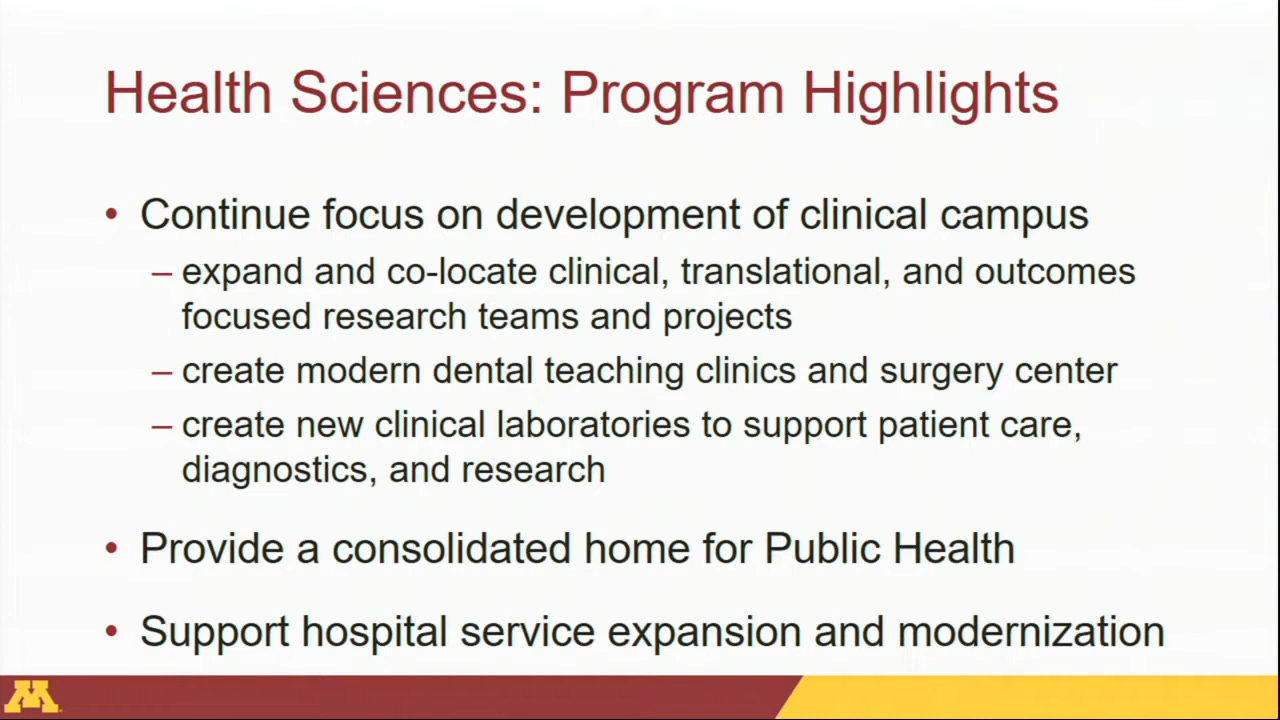 Health Sciences: Program Highlights
• Continue focus on development of clinical campus
– expand and co-locate clinical, translational, and outcomes
focused research teams and projects
– create modern dental teaching clinics and surgery center
– create new clinical laboratories to support patient care,
diagnostics, and research
• Provide a consolidated home for Public Health
• Support hospital service expansion and modernization
M